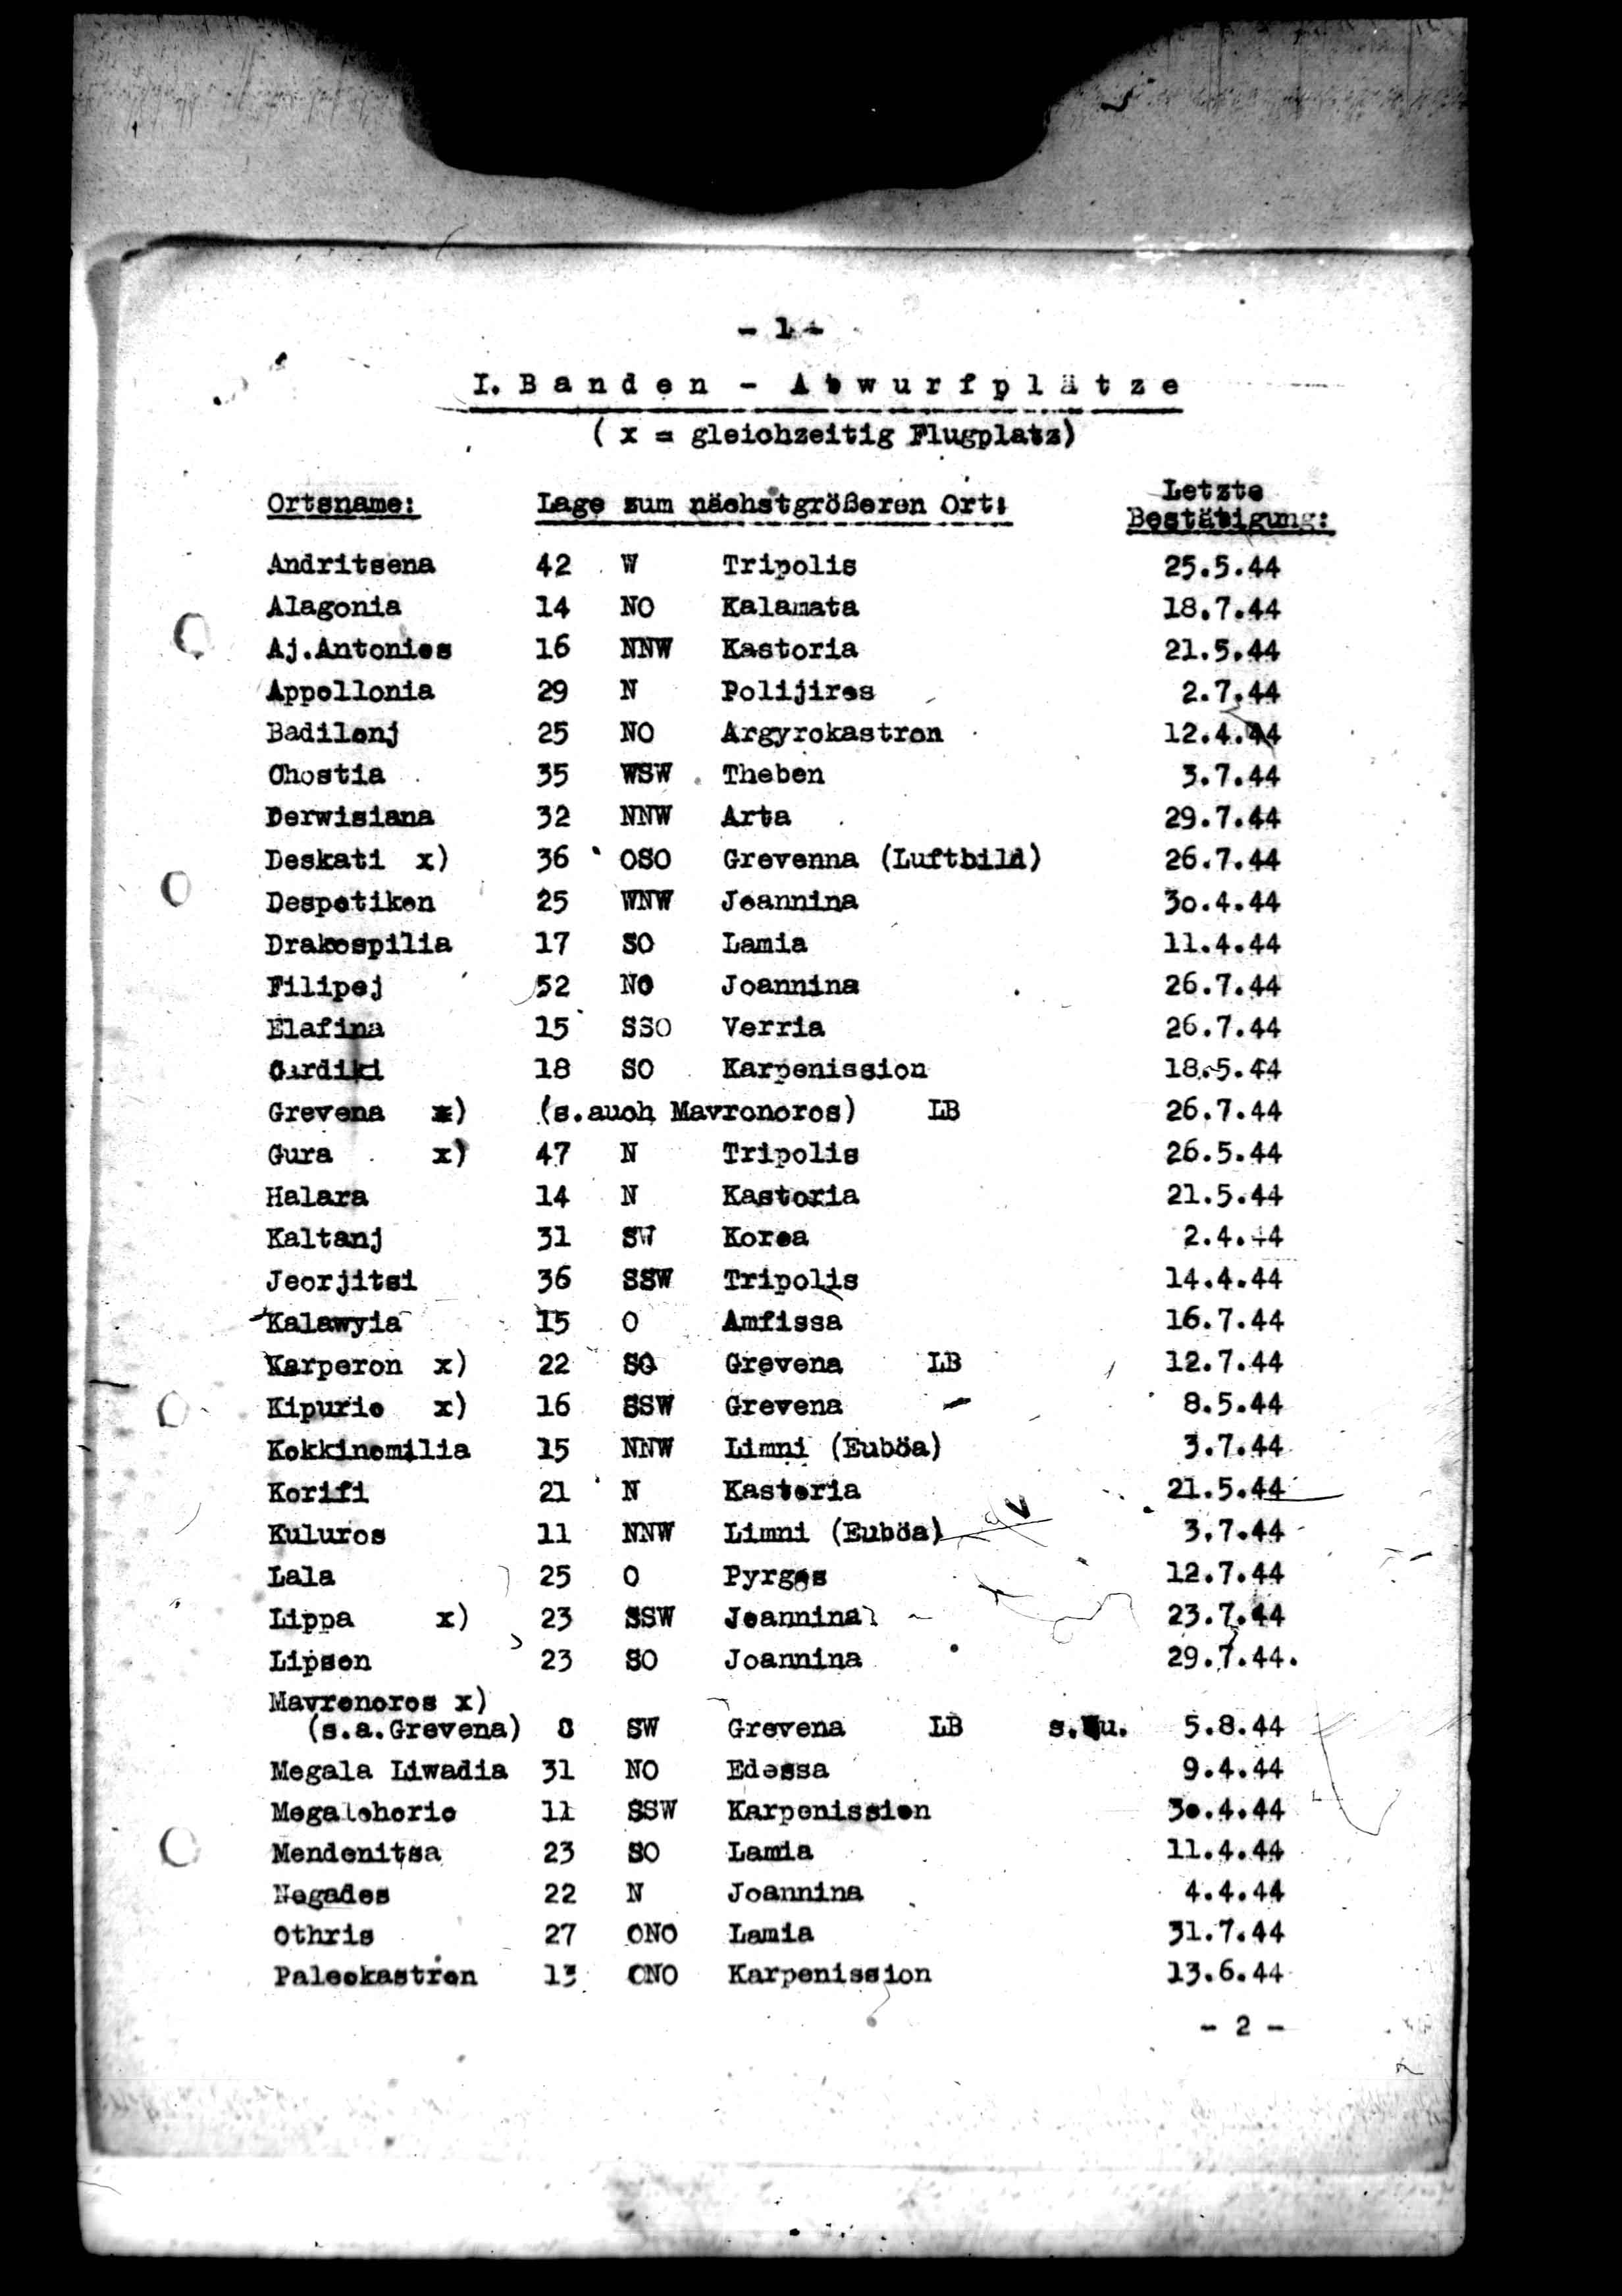 - 1 -
I. Banden - Abwurfplätze
( x = gleichzeitig Flugplatz)
Ortsname: Lage zum nächstgrößeren Ort: Letzte Bestätigung:
Andritsena 42 W Tripolis 25.5.44
Alagonia 14 NO Kalamata 18.7.44
Aj.Antonios 16 NNW Kastoria 21.5.44
Appollonia 29 N Polijiros 2.7.44
Badilonj 25 NO Argyrokastron 12.4.44
Chostia 35 WSW Theben 3.7.44
Derwisiana 32 NNW Arta 29.7.44
Deskati x) 36 OSO Grevenna (Luftbild) 26.7.44
Despotikon 25 WNW Joannina 30.4.44
Drakospilia 17 SO Lamia 11.4.44
Filipej 52 NO Joannina 26.7.44
Elafina 15 SSO Verria 26.7.44
Gardiki 18 SO Karpenission 18.5.44
Grevena x) (s.auch Mavronoros) LB 26.7.44
Gura x) 47 N Tripolis 26.5.44
Halara 14 N Kastoria 21.5.44
Kaltanj 31 SW Korea 2.4.44
Jeorjitsi 36 SSW Tripolis 14.4.44
Kalawyia 15 O Amfissa 16.7.44
Karperon x) 22 SO Grevena LB 12.7.44
Kipurio x) 16 SSW Grevena 8.5.44
Kokkinomilia 15 NNW Limni (Euböa) 3.7.44
Korifi 21 N Kastoria 21.5.44
Kuluros 11 NNW Limni (Euböa) 3.7.44
Lala 25 O Pyrgos 12.7.44
Lippa x) 23 SSW Joannina 23.7.44
Lipson 23 SO Joannina 29.7.44.
Mavronoros x)
(s.a.Grevena) 8 SW Grevena LB s. u. 5.8.44
Megala Liwadia 31 NO Edessa 9.4.44
Megalohorio 11 SSW Karpenission 30.4.44
Mendenitsa 23 SO Lamia 11.4.44
Negades 22 N Joannina 4.4.44
Othris 27 ONO Lamia 31.7.44
Paleokastron 13 ONO Karpenission 13.6.44
- 2 -